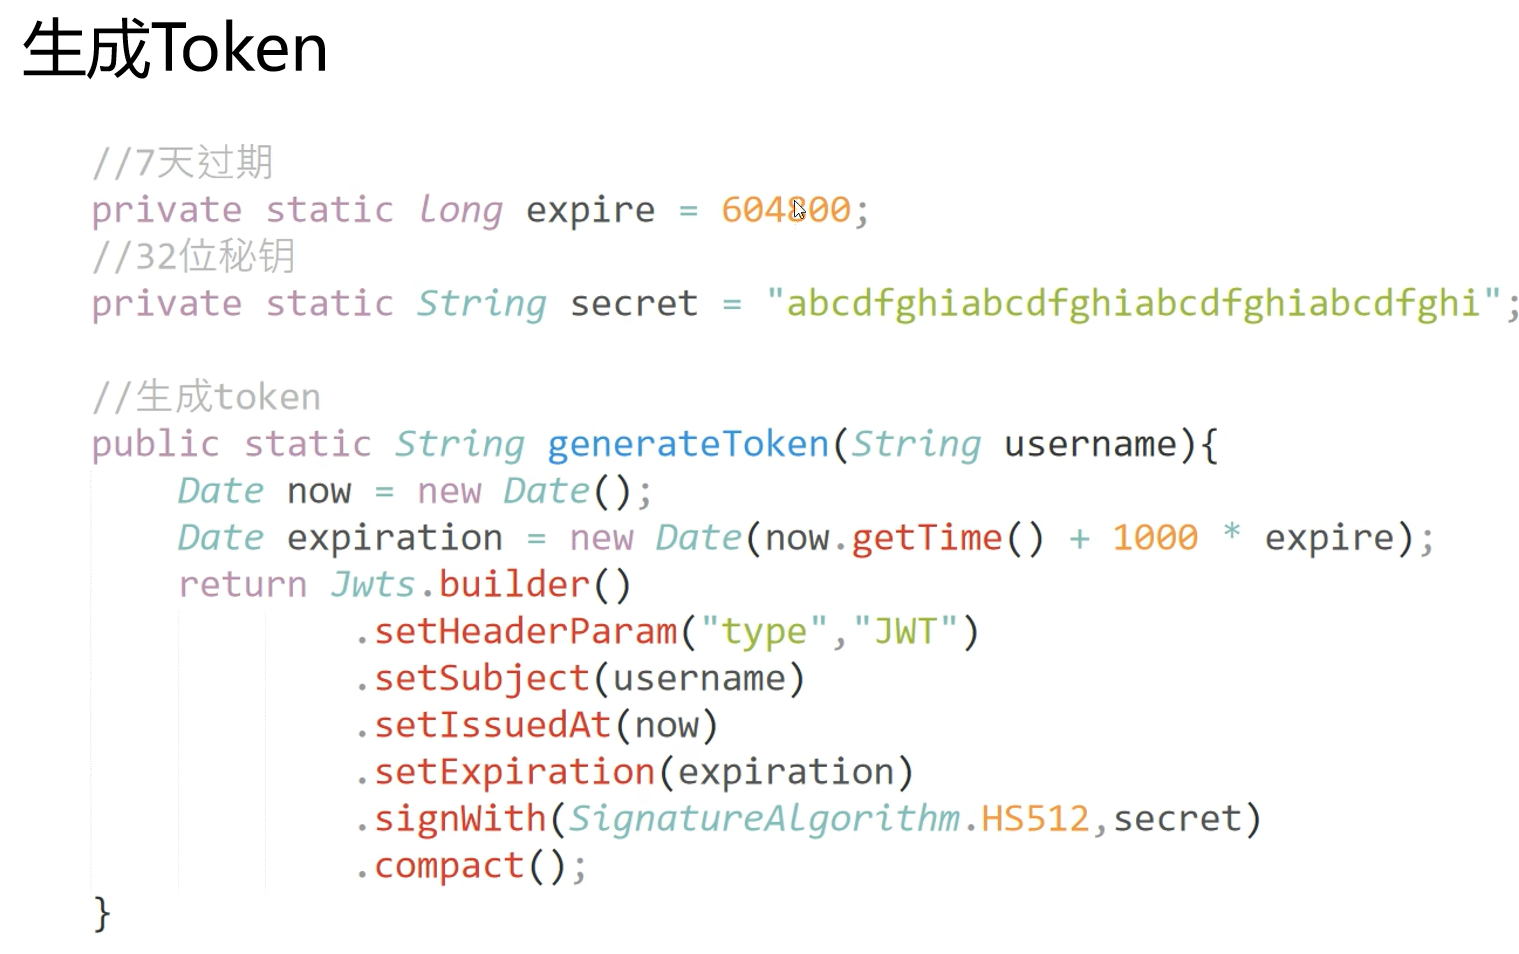 生成Token
//7天过期
private static long expire = 604800;
//32位秘钥
private static String secret = "abcdfghiabcdfghiabcdfghiabcdfghi";
//生成token
public static String generateToken(String username){
    Date now = new Date();
    Date expiration = new Date(now.getTime() + 1000 * expire);
    return Jwts.builder()
            .setHeaderParam("type","JWT")
            .setSubject(username)
            .setIssuedAt(now)
            .setExpiration(expiration)
            .signWith(SignatureAlgorithm.HS512,secret)
            .compact();
}